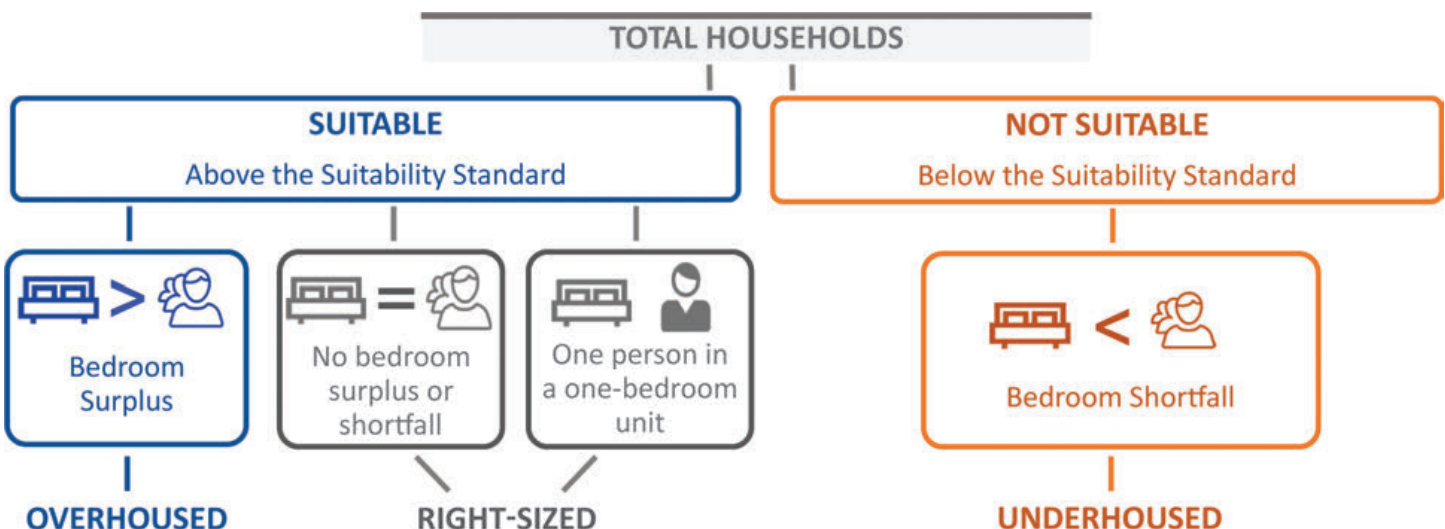 TOTAL HOUSEHOLDS
SUITABLE
Above the Suitability Standard
NOT SUITABLE
Below the Suitability Standard
>
Bedroom
Surplus
=
No bedroom
surplus or
shortfall
One person in
a one-bedroom
unit
<
Bedroom Shortfall
OVERHOUSED
RIGHT-SIZED
UNDERHOUSED